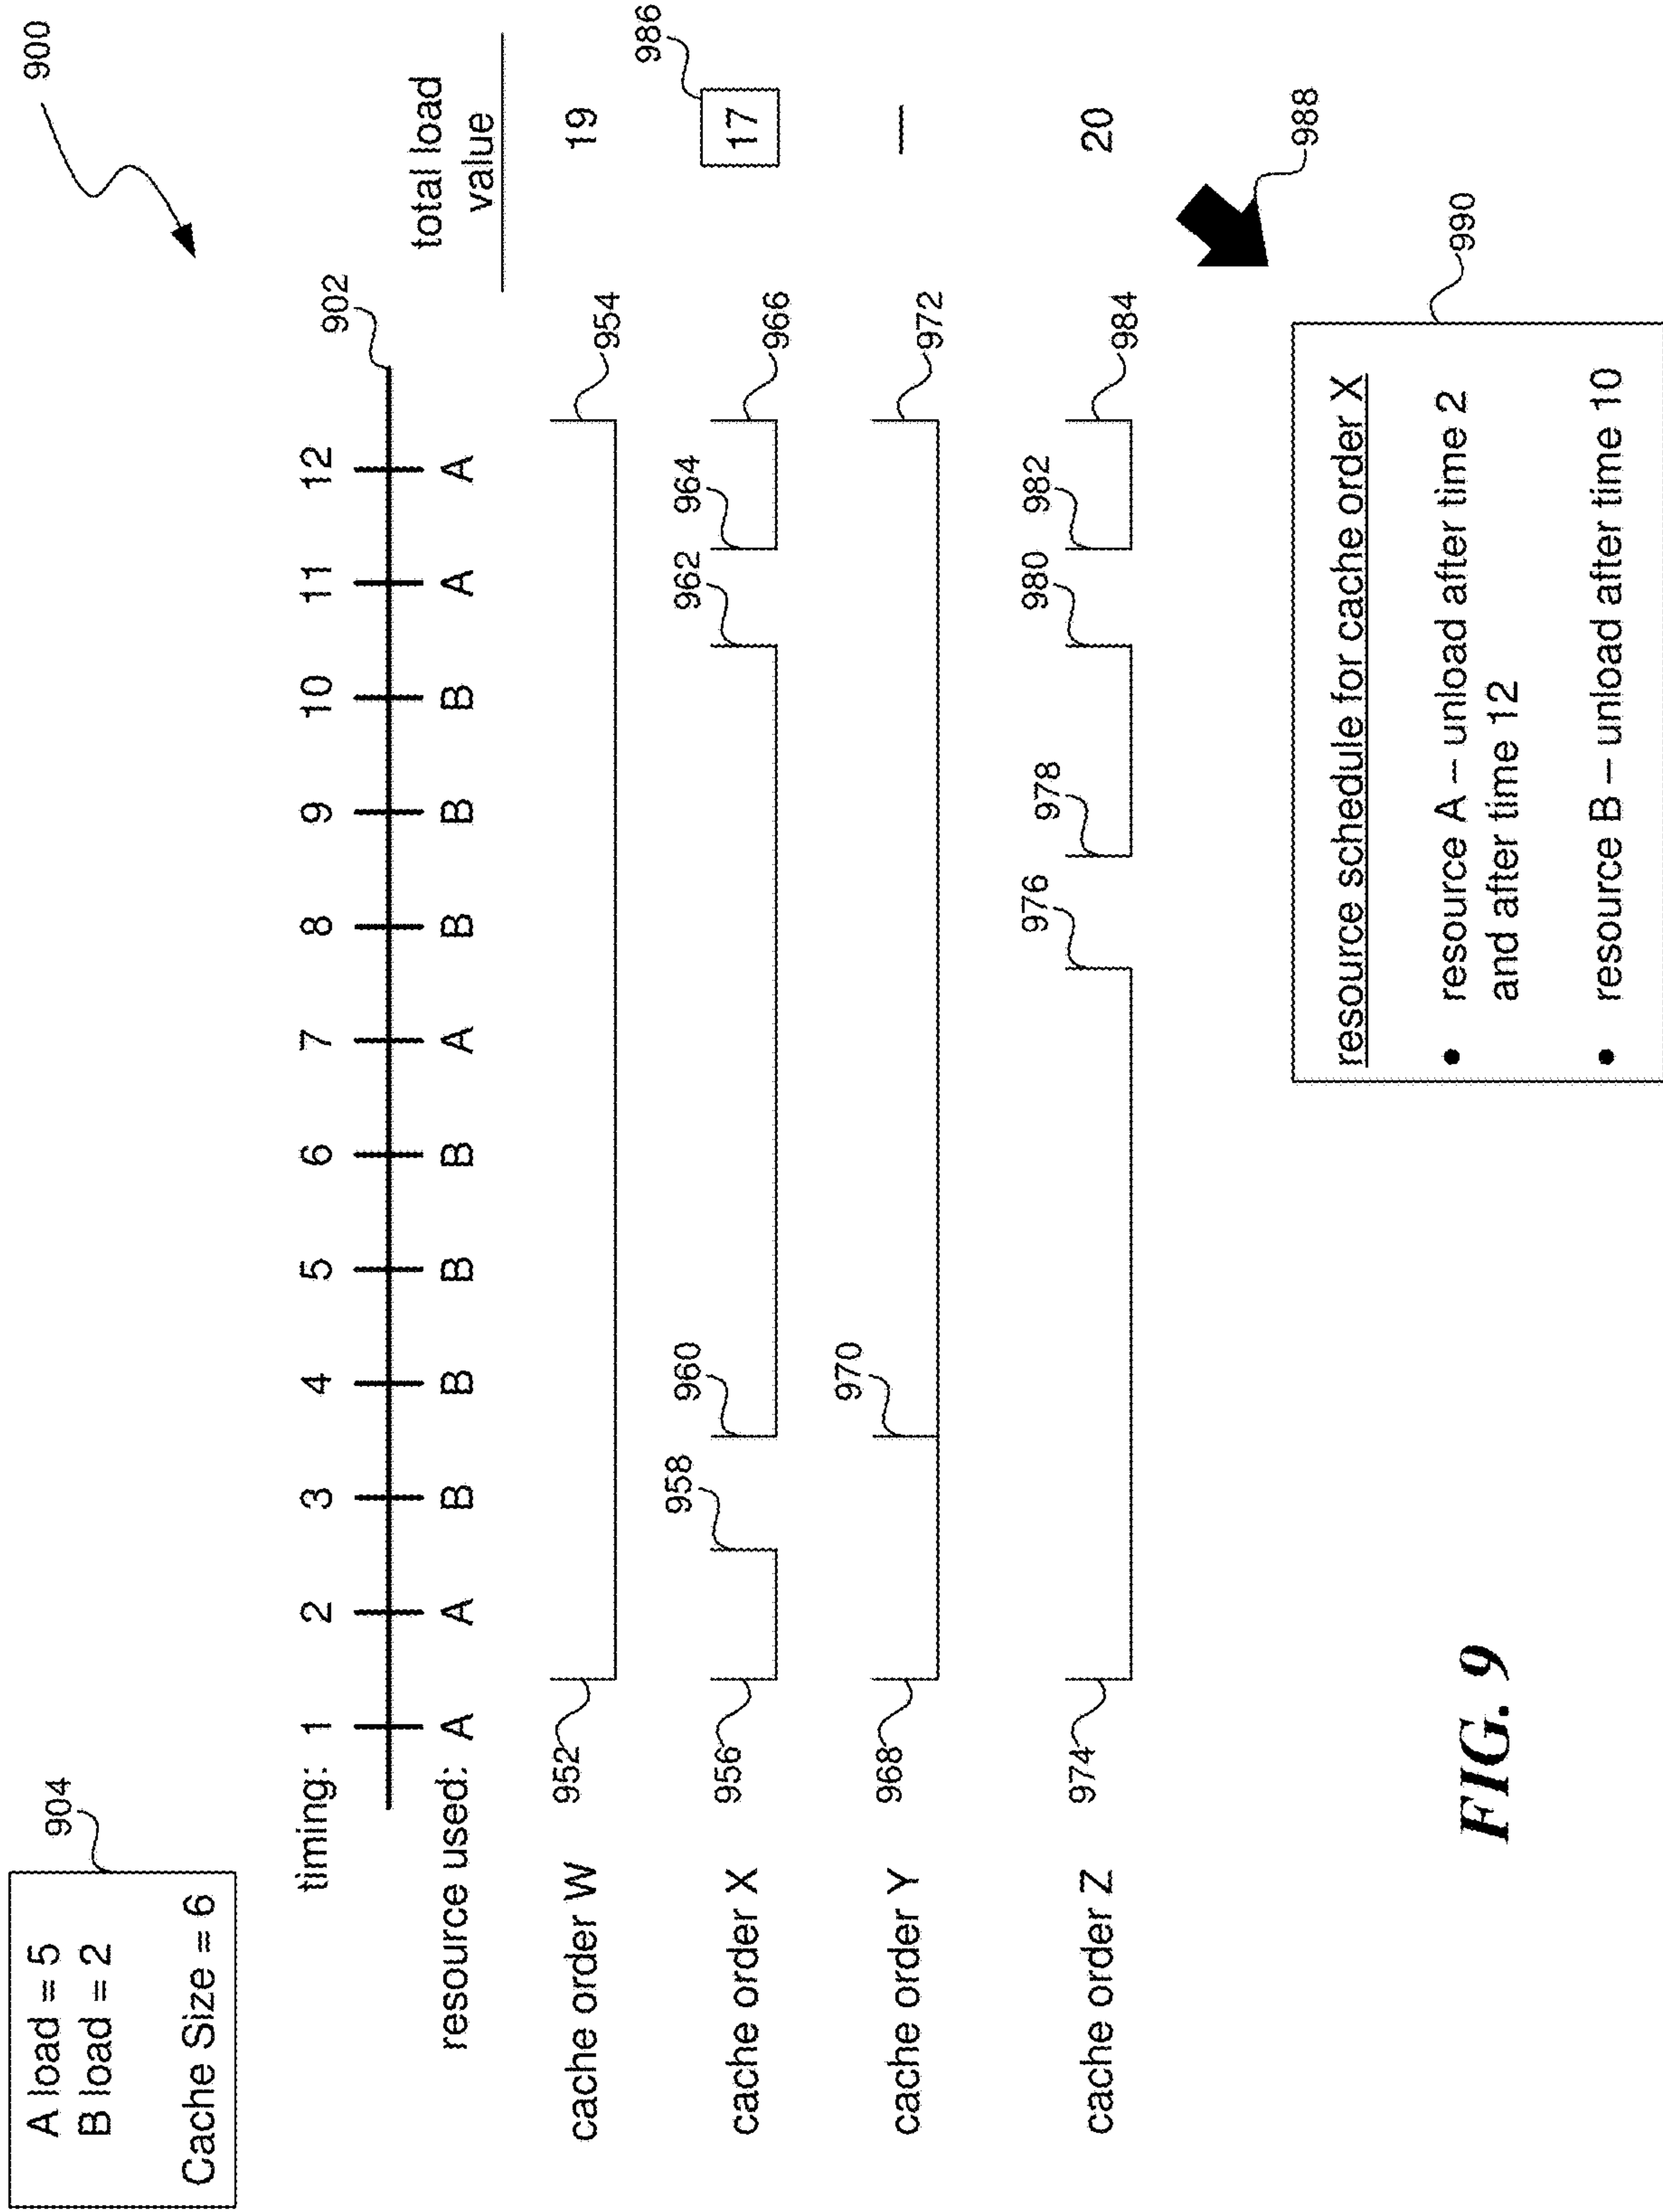 900
904
A load = 5
B load = 2
Cache Size = 6
902
timing: 1 2 3 4 5 6 7 8 9 10 11 12
resource used: A A B B B B A B B B A A
total load
value
cache order W 952 954 19
cache order X 956 958 960 962 964 966 17 986
cache order Y 968 970 972 —
cache order Z 974 976 978 980 982 984 20
988
990
resource schedule for cache order X
• resource A -- unload after time 2
and after time 12
• resource B – unload after time 10
FIG. 9